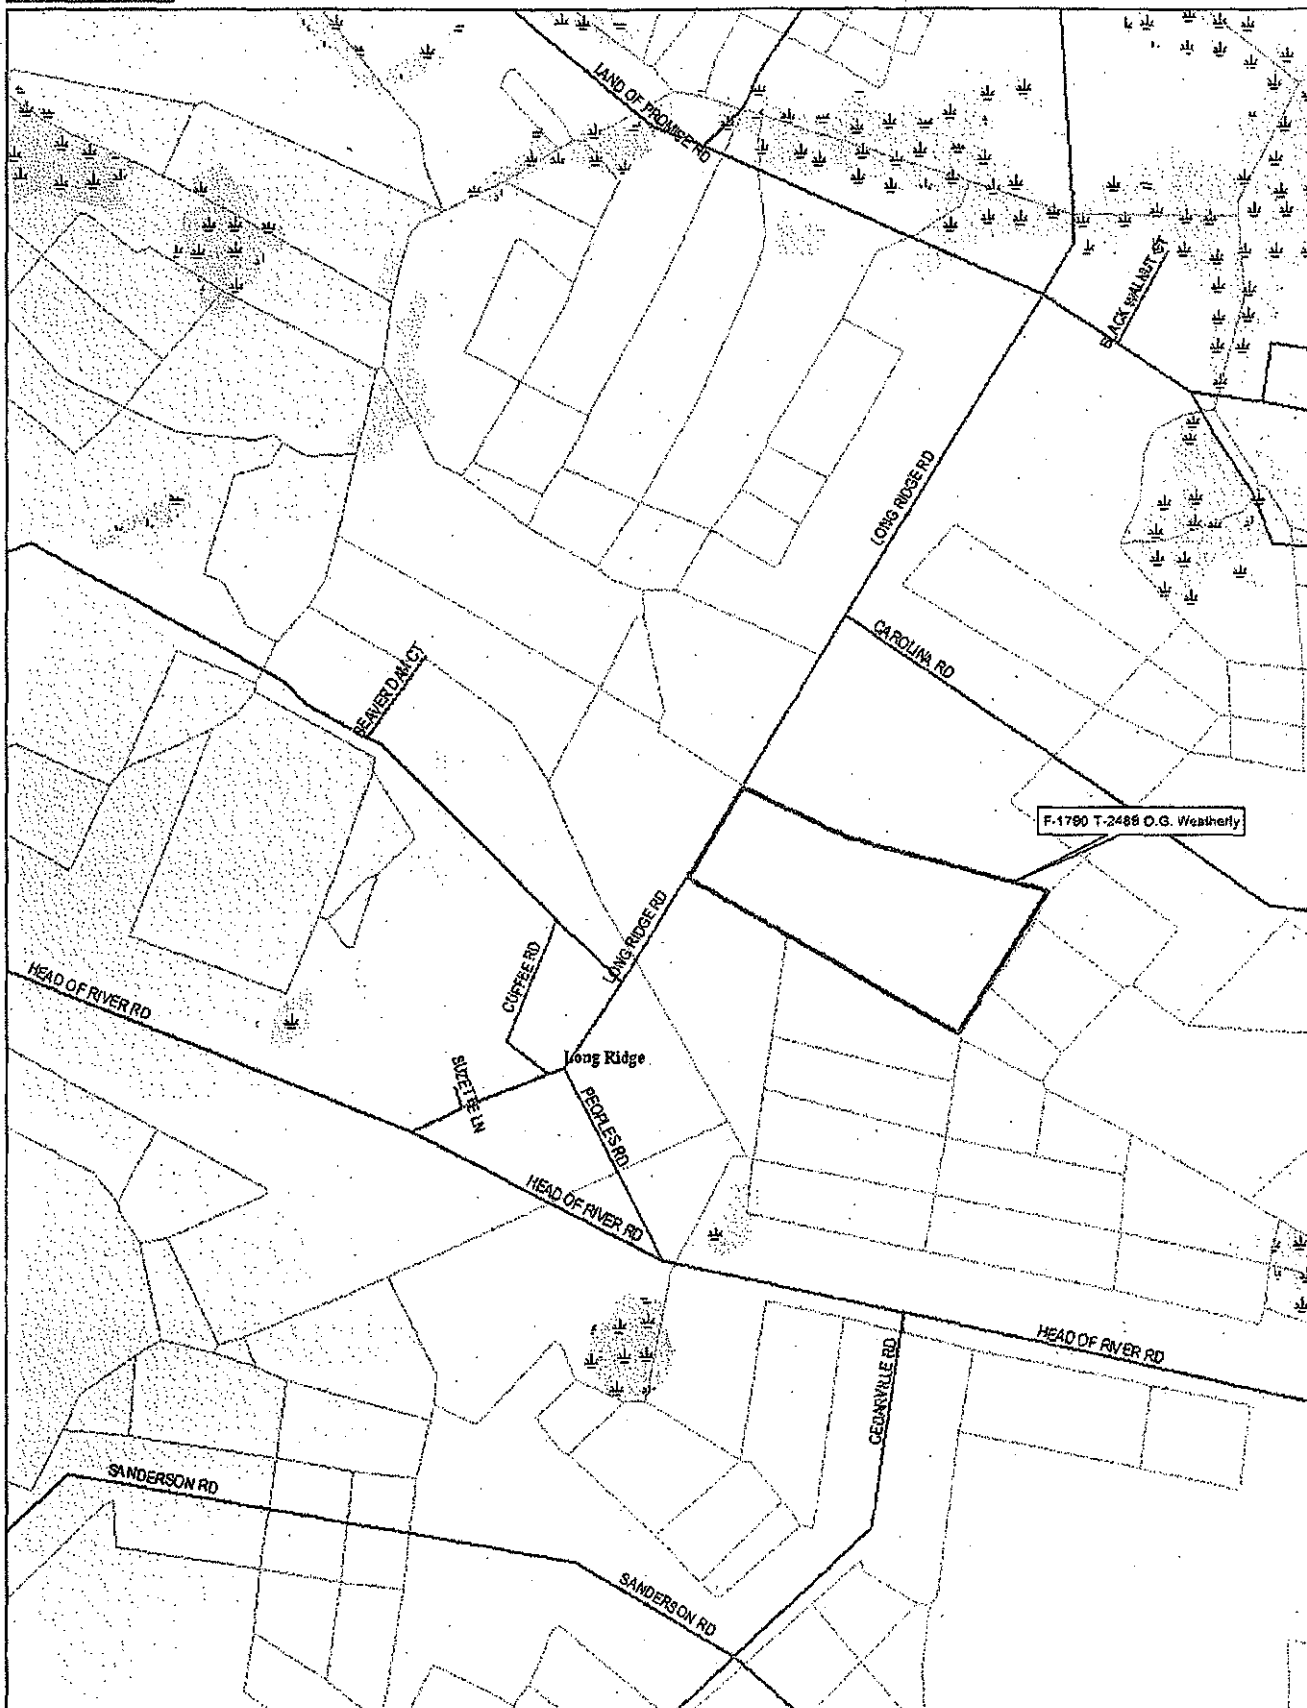 LAND OF PROMISE RD
BLACK WALNUT CT
LONG RIDGE RD
CAROLINA RD
BEAVER DAM CT
F-1790 T-2489 O.G. Weatherly
LONG RIDGE RD
CUFFEE RD
HEAD OF RIVER RD
Long Ridge
SUZETTE LN
PEOPLES RD
HEAD OF RIVER RD
HEAD OF RIVER RD
CEDARVILLE RD
SANDERSON RD
SANDERSON RD